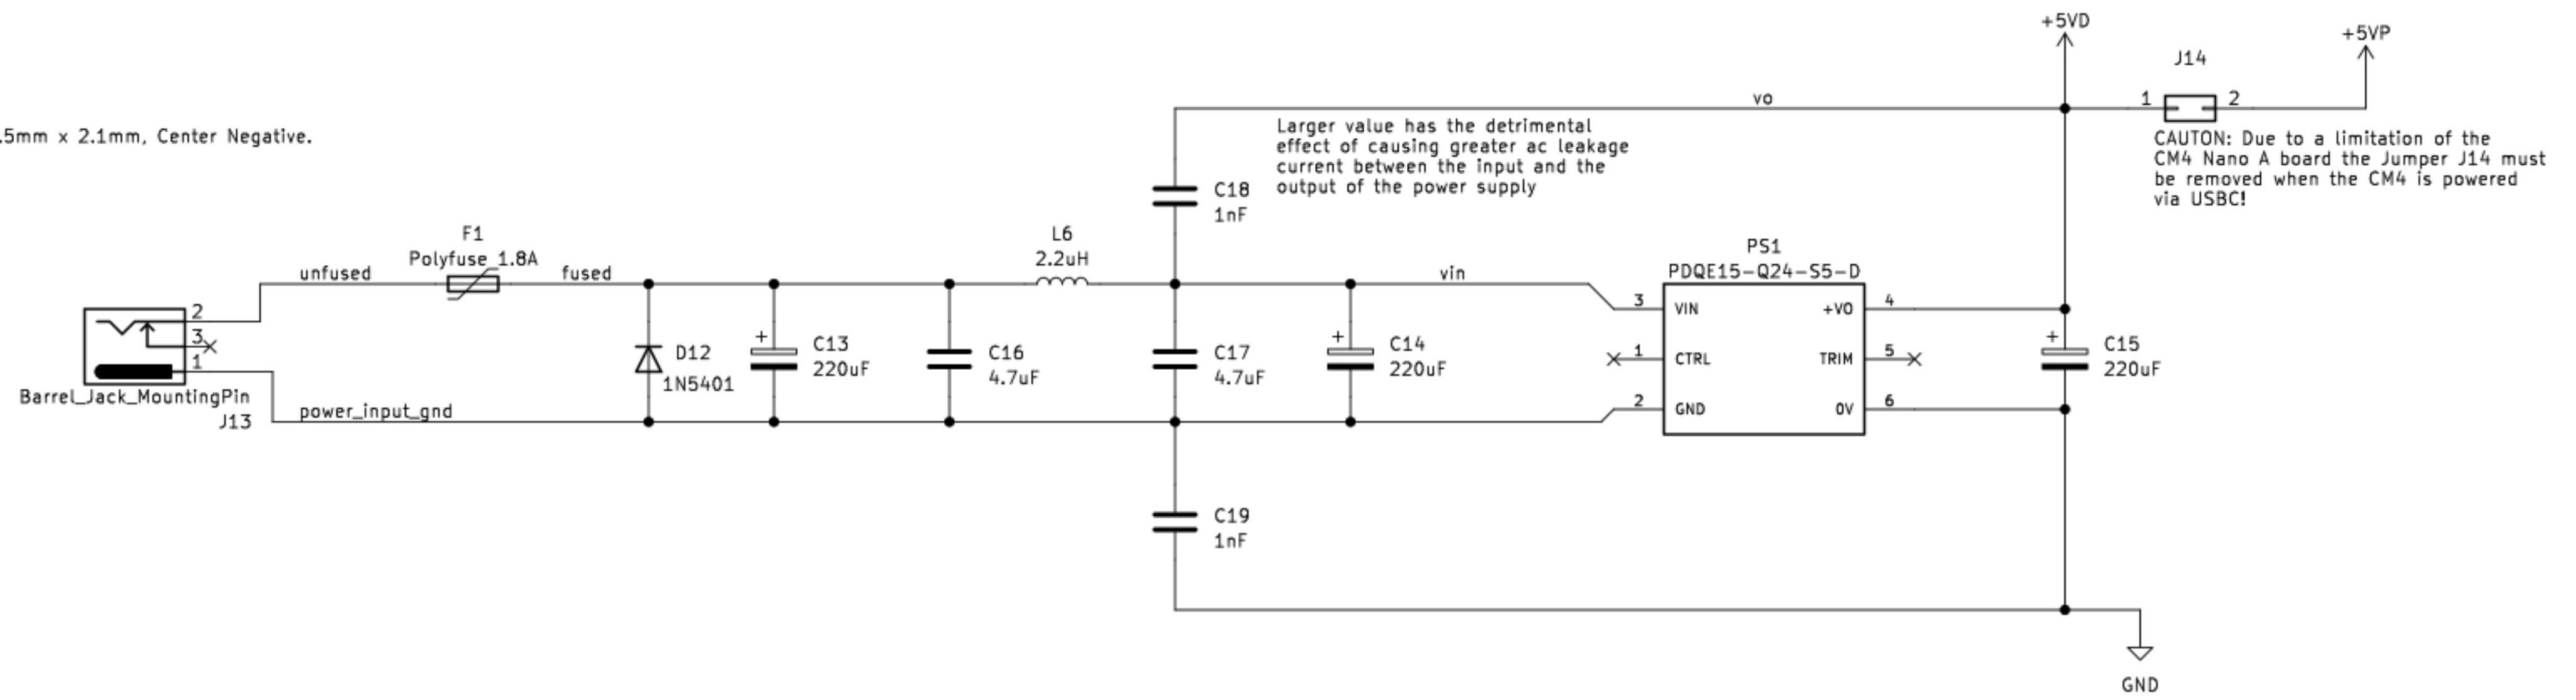 +5VD
+5VP
J14
1
2
vo
.5mm x 2.1mm, Center Negative.
Larger value has the detrimental
effect of causing greater ac leakage
current between the input and the
output of the power supply
CAUTON: Due to a limitation of the
CM4 Nano A board the Jumper J14 must
be removed when the CM4 is powered
via USBC!
C18
1nF
F1
Polyfuse 1.8A
unfused
fused
L6
2.2uH
vin
PS1
PDQE15-Q24-S5-D
3
VIN
+VO
4
1
CTRL
TRIM
5
2
GND
0V
6
2
3
1
Barrel_Jack_MountingPin
J13
power_input_gnd
D12
1N5401
+
C13
220uF
C16
4.7uF
C17
4.7uF
+
C14
220uF
+
C15
220uF
C19
1nF
GND